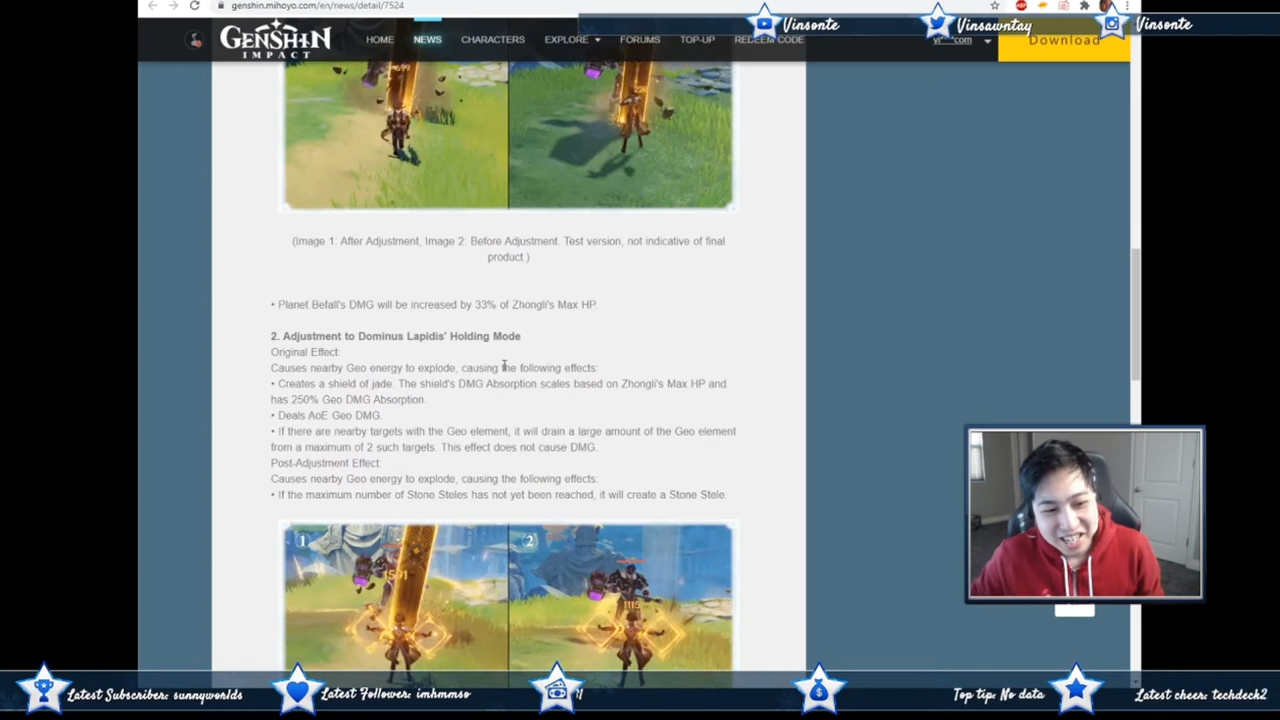 genshin.mihoyo.com/en/news/detail/7524
Vinsonte
Vinsawntay
Vinsonte
GENSHIN
IMPACT
HOME NEWS CHARACTERS EXPLORE FORUMS TOP-UP REDEEM CODE
Download
(Image 1: After Adjustment, Image 2: Before Adjustment. Test version, not indicative of final
product.)
• Planet Befall's DMG will be increased by 33% of Zhongli's Max HP.
2. Adjustment to Dominus Lapidis' Holding Mode
Original Effect:
Causes nearby Geo energy to explode, causing the following effects:
• Creates a shield of jade. The shield's DMG Absorption scales based on Zhongli's Max HP and
has 250% Geo DMG Absorption.
• Deals AoE Geo DMG.
• If there are nearby targets with the Geo element, it will drain a large amount of the Geo element
from a maximum of 2 such targets. This effect does not cause DMG.
Post-Adjustment Effect:
Causes nearby Geo energy to explode, causing the following effects:
• If the maximum number of Stone Steles has not yet been reached, it will create a Stone Stele.
1
2
1591
1115
Latest Subscriber: sunnyworlds
Latest Follower: imhmmso
Top tip: No data
Latest cheer: techdeck2